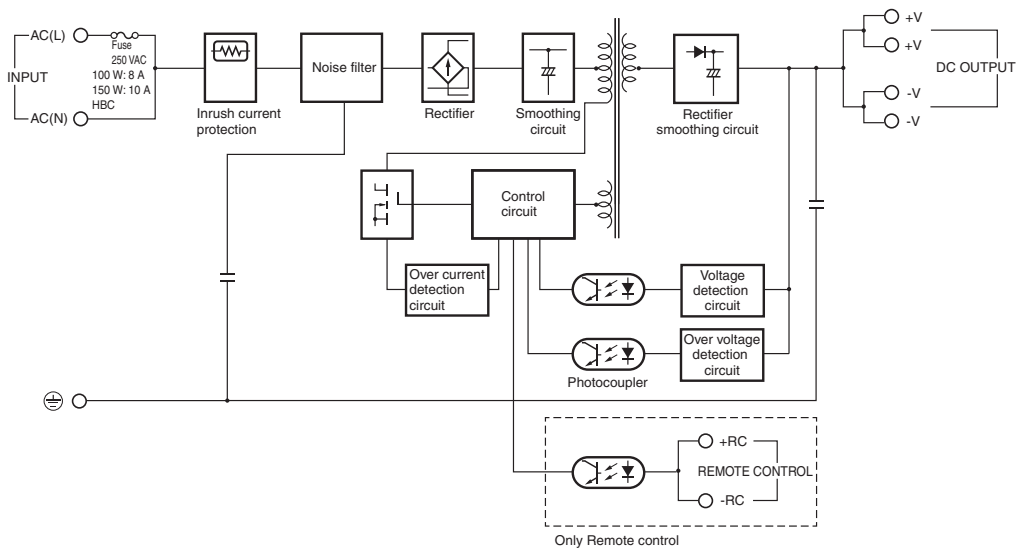 AC(L)
Fuse
250 VAC
100 W: 8 A
150 W: 10 A
HBC
INPUT
AC(N)
Inrush current
protection
Noise filter
Rectifier
Smoothing
circuit
Rectifier
smoothing circuit
+V
+V
DC OUTPUT
-V
-V
Control
circuit
Over current
detection
circuit
Voltage
detection
circuit
Over voltage
detection
circuit
Photocoupler
+RC
REMOTE CONTROL
-RC
Only Remote control